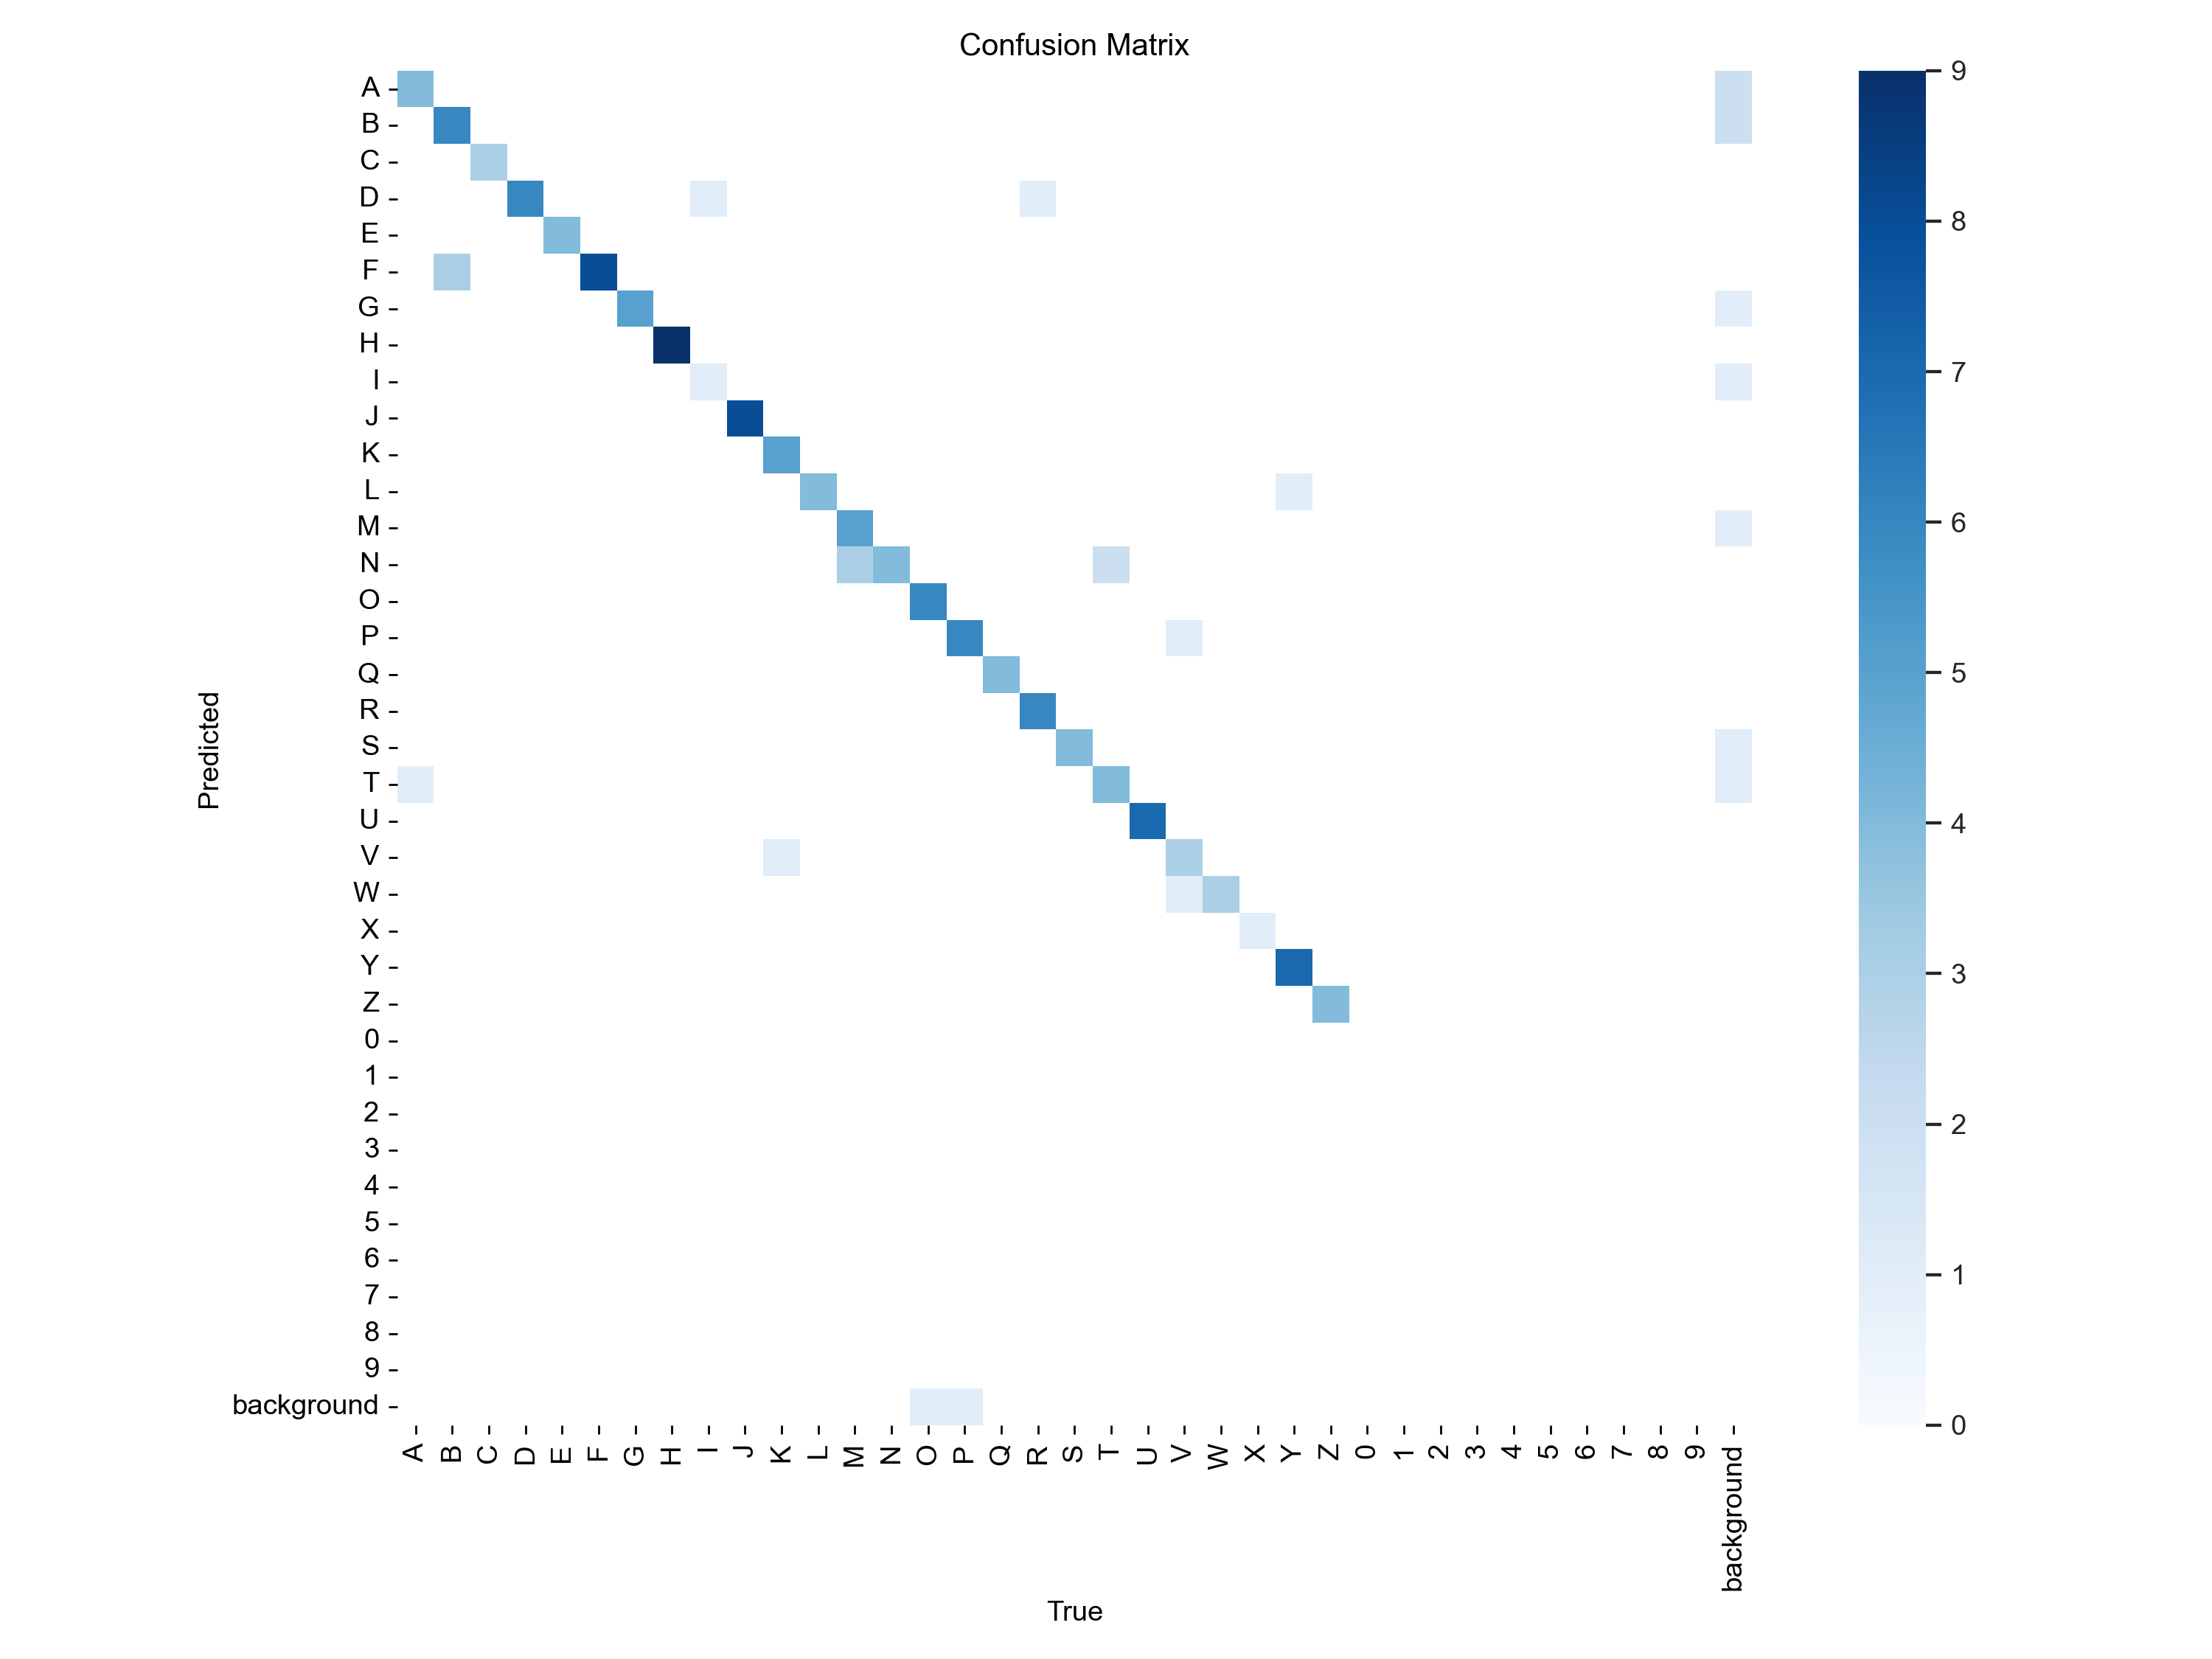 Confusion Matrix
A
B
C
D
E
F
G
H
I
J
K
L
M
N
O
P
Q
R
S
T
U
V
W
X
Y
Z
0
1
2
3
4
5
6
7
8
9
background
Predicted
A B C D E F G H I J K L M N O P Q R S T U V W X Y Z 0 1 2 3 4 5 6 7 8 9 background
True
9
8
7
6
5
4
3
2
1
0